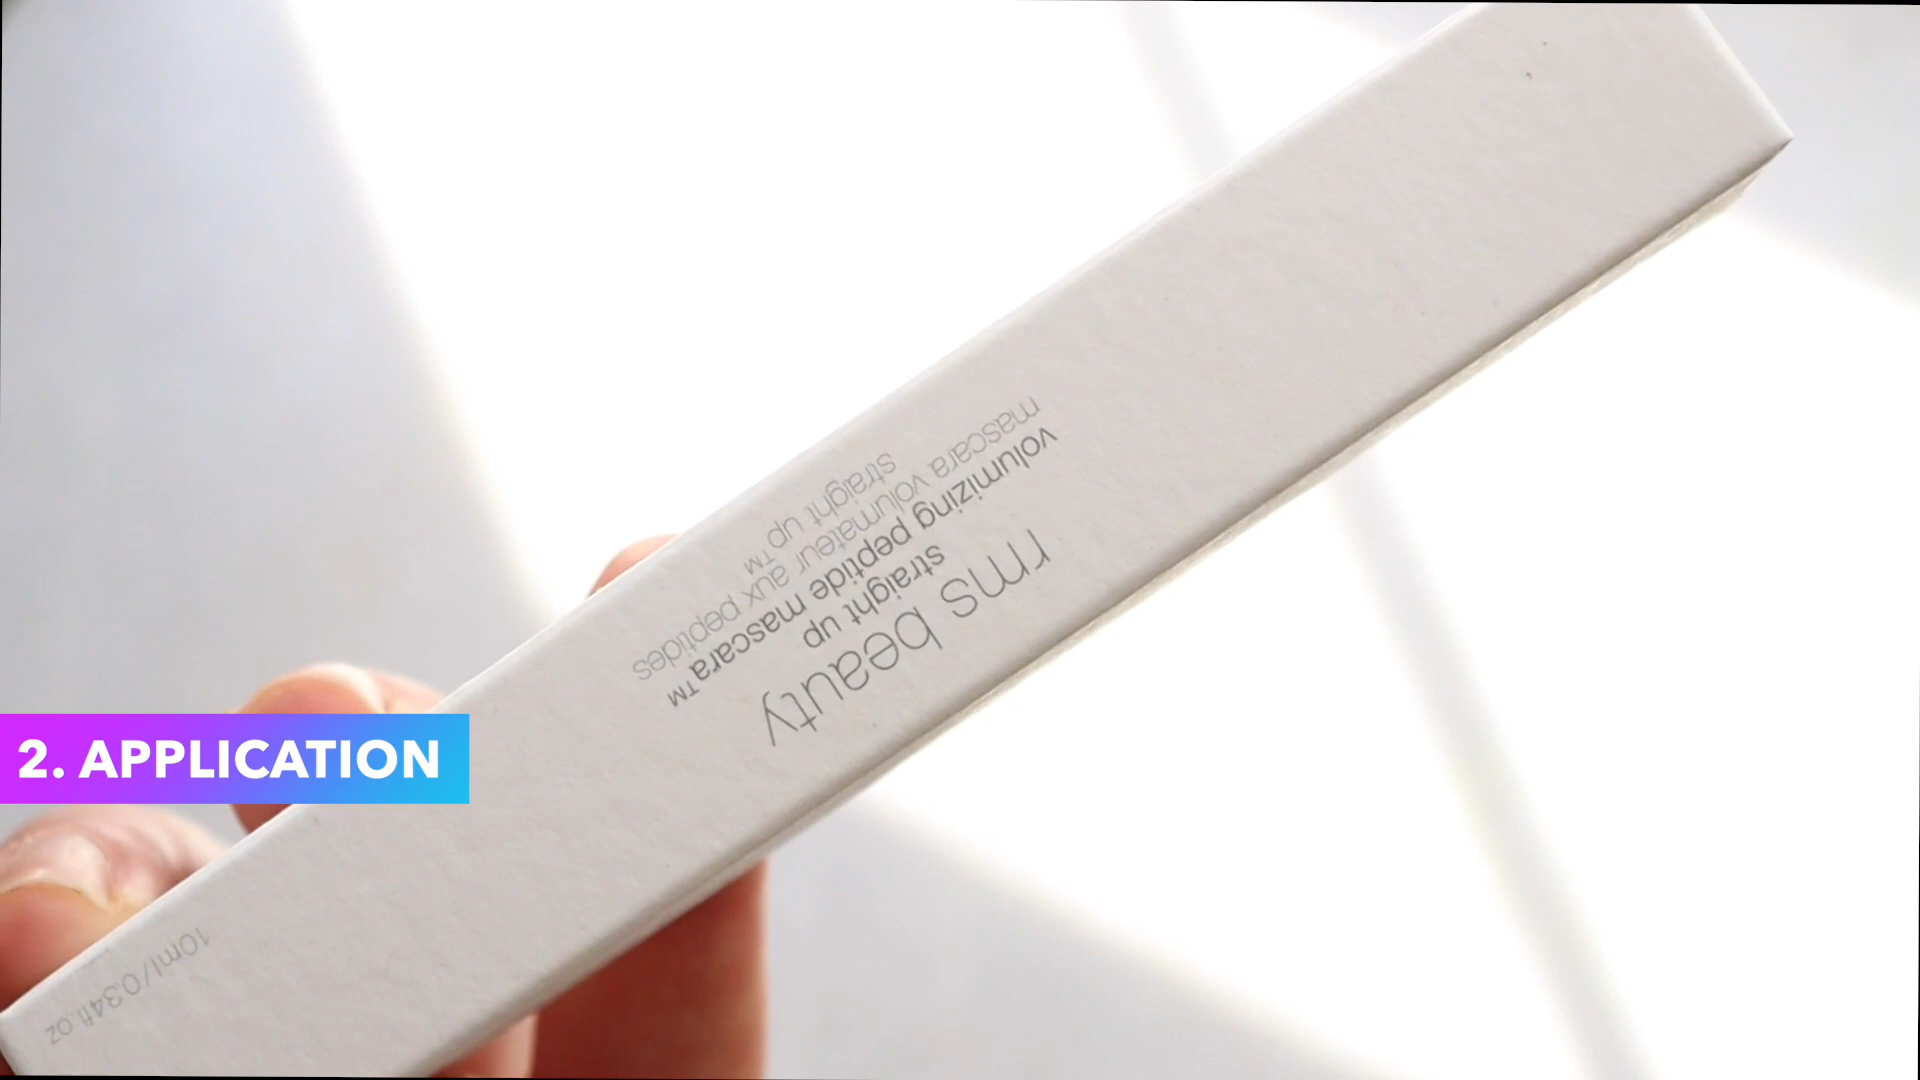 rms beauty
straight up
volumizing peptide mascara™
mascara volumateur aux peptides
straight up™
10ml/0.34fl.oz
2. APPLICATION